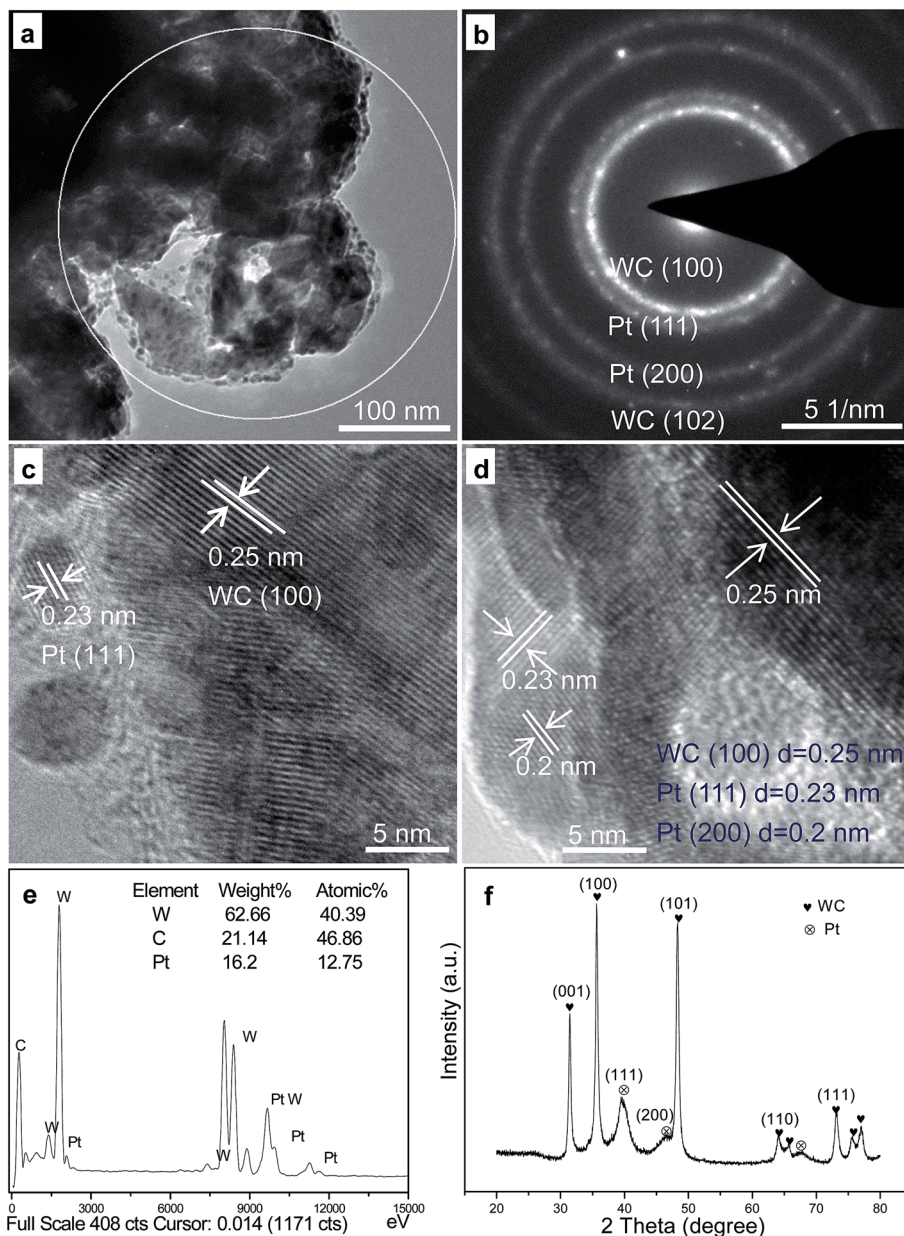 a
100 nm
b
WC (100)
Pt (111)
Pt (200)
WC (102)
5 1/nm
c
0.25 nm
WC (100)
0.23 nm
Pt (111)
5 nm
d
0.25 nm
0.23 nm
0.2 nm
WC (100) d=0.25 nm
Pt (111) d=0.23 nm
Pt (200) d=0.2 nm
5 nm
e
Element Weight% Atomic%
W 62.66 40.39
C 21.14 46.86
Pt 16.2 12.75
W
C
W
Pt
W
W
Pt W
Pt
Pt
0 3000 6000 9000 12000 15000
Full Scale 408 cts Cursor: 0.014 (1171 cts) eV
f
♥ WC
⊗ Pt
(001)
(100)
(111)
(200)
(101)
(110)
(111)
Intensity (a.u.)
20 30 40 50 60 70 80
2 Theta (degree)